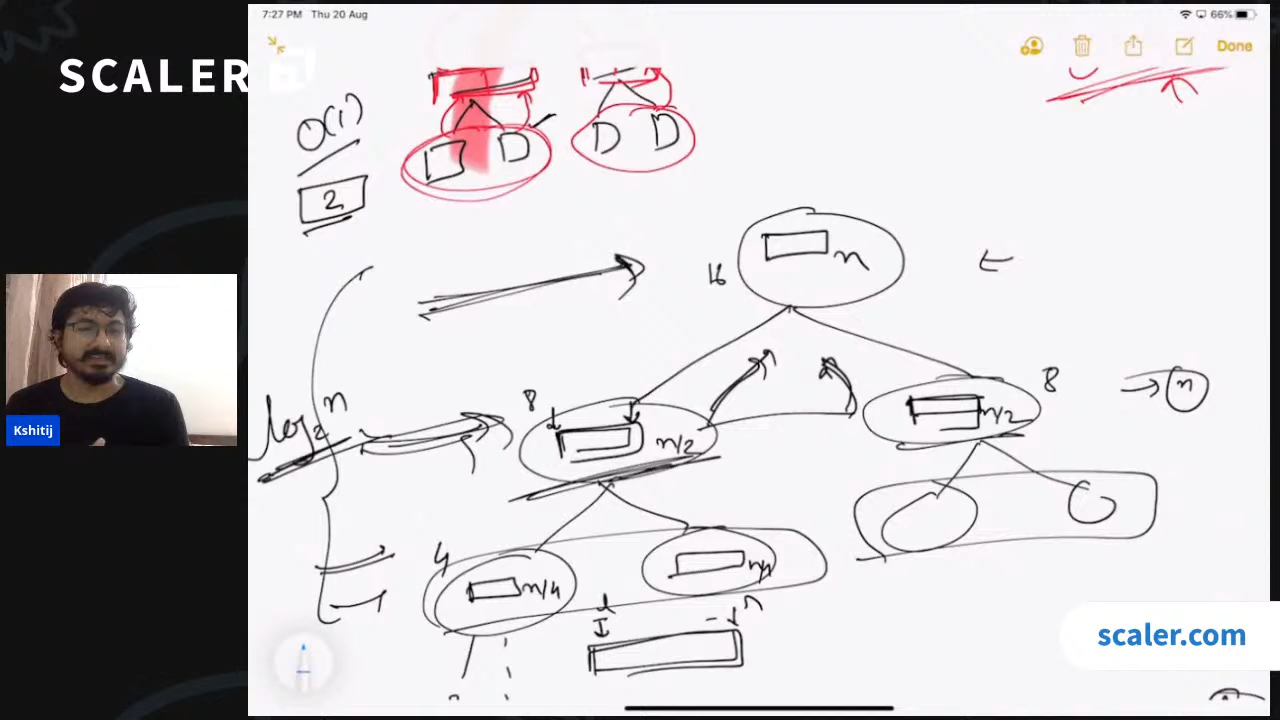 7:27 PM Thu 20 Aug
66%
Done
SCALER
O(1)
2
D D D
n
16
8
n/2
8
n/2
n
log₂n
4
n/4
n/4
Kshitij
scaler.com